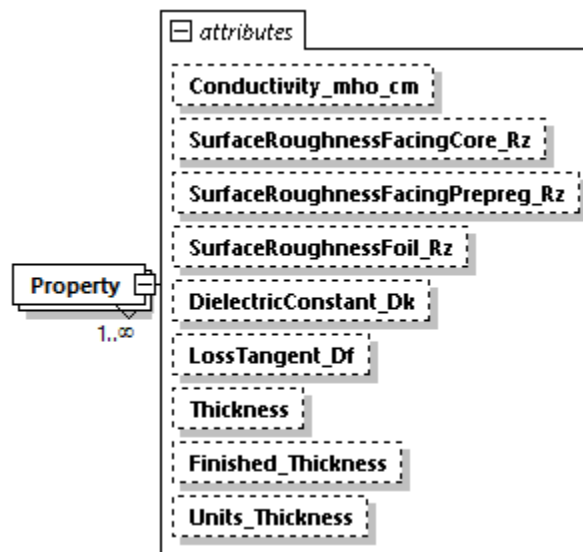 attributes
Conductivity_mho_cm
SurfaceRoughnessFacingCore_Rz
SurfaceRoughnessFacingPrepreg_Rz
SurfaceRoughnessFoil_Rz
Property
1..∞
DielectricConstant_Dk
LossTangent_Df
Thickness
Finished_Thickness
Units_Thickness